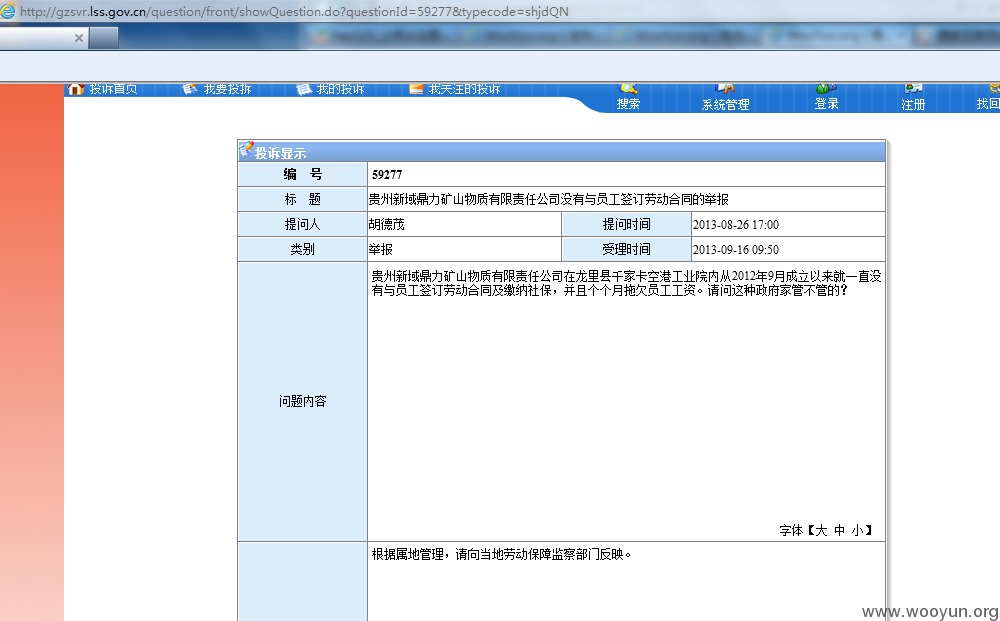 http://gzsvr.lss.gov.cn/question/front/showQuestion.do?questionId=59277&typecode=shjdQN
投诉首页 我要投拆 我的投诉 我关注的投诉
搜索 系统管理 登录 注册 找回
投诉显示
编 号 59277
标 题 贵州新域鼎力矿山物质有限责任公司没有与员工签订劳动合同的举报
提问人 胡德茂 提问时间 2013-08-26 17:00
类别 举报 受理时间 2013-09-16 09:50
问题内容
贵州新域鼎力矿山物质有限责任公司在龙里县千家卡空港工业院内从2012年9月成立以来就一直没
有与员工签订劳动合同及缴纳社保，并且个个月拖欠员工工资。请问这种政府家管不管的？
字体【大 中 小】
根据属地管理，请向当地劳动保障监察部门反映。
www.wooyun.org